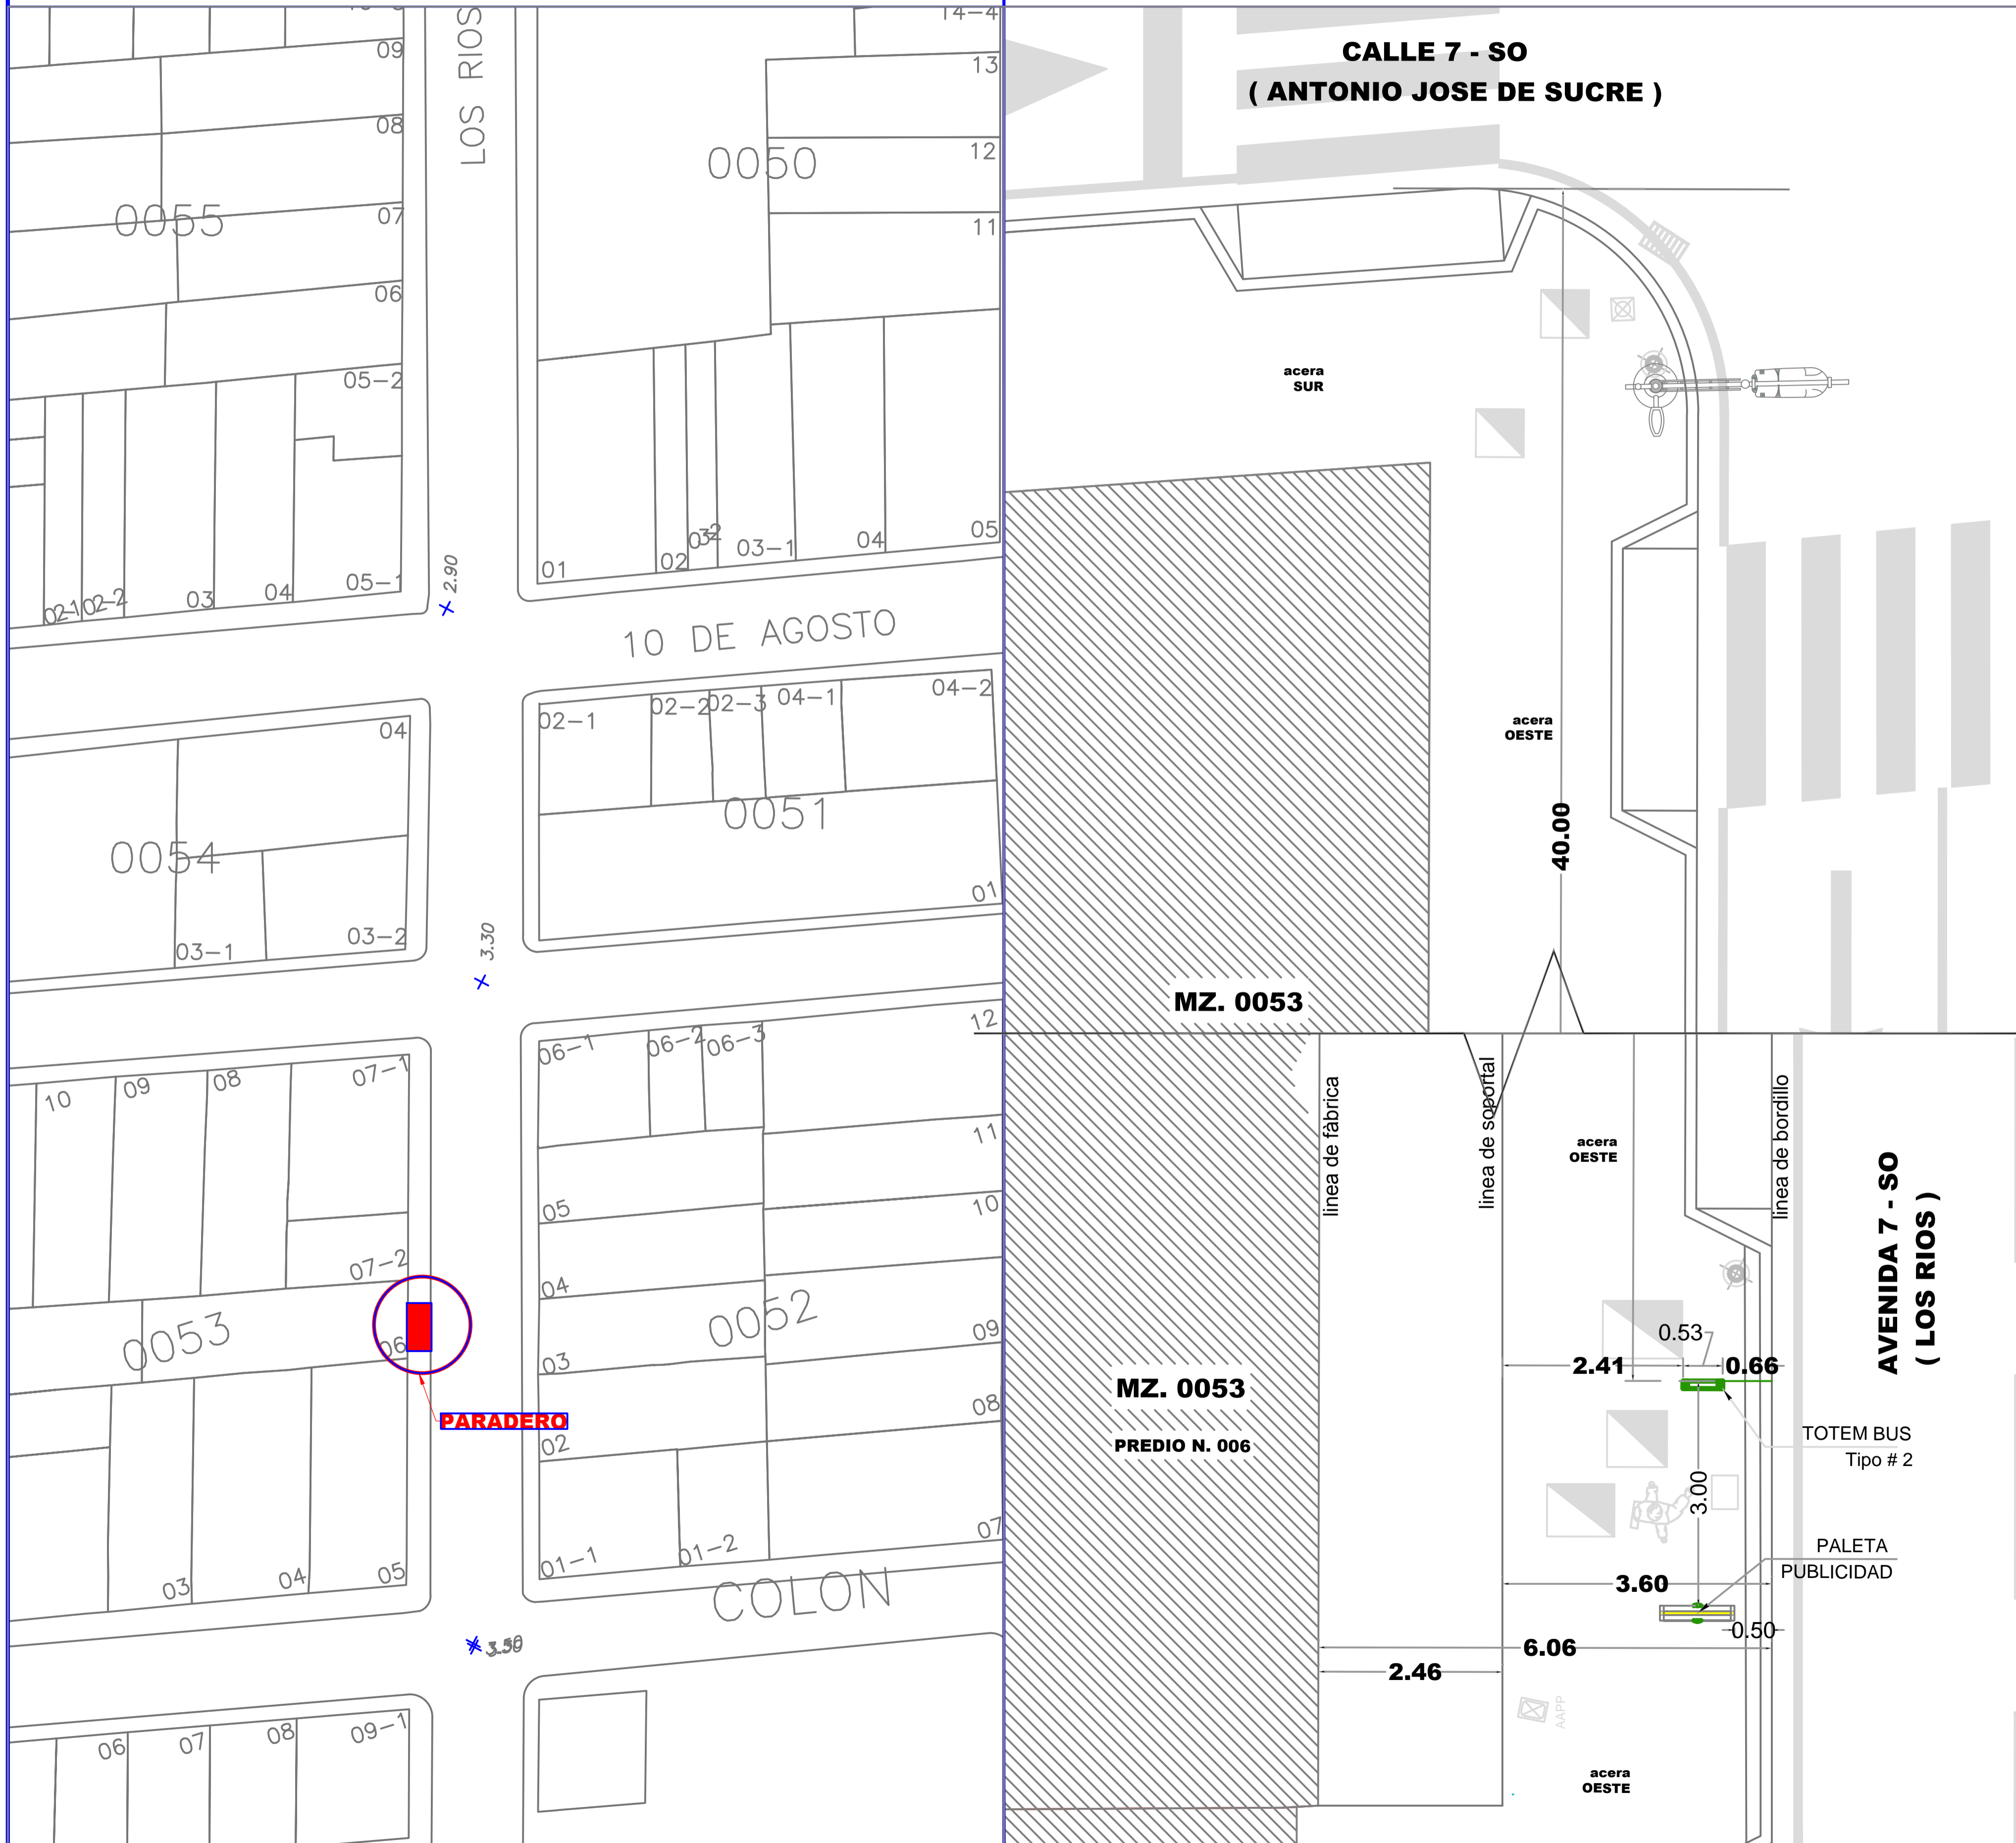 09
08
0055
07
06
05-2
02-1
02-2
03
04
05-1
LOS RIOS
14-4
13
0050
12
11
01
02
03-1
04
05
2.90
10 DE AGOSTO
04
0054
03-1
03-2
02-1
02-2
02-3
04-1
04-2
0051
01
3.30
10
09
08
07-1
07-2
0053
06
PARADERO
03
04
05
06-1
06-2
06-3
12
11
05
10
04
0052
09
03
08
02
07
01-1
01-2
COLON
3.50
06
07
08
09-1
CALLE 7 - SO
( ANTONIO JOSE DE SUCRE )
acera
SUR
acera
OESTE
40.00
MZ. 0053
linea de fàbrica
linea de soportal
linea de bordillo
acera
OESTE
AVENIDA 7 - SO
( LOS RIOS )
0.53
2.41
0.66
MZ. 0053
PREDIO N. 006
TOTEM BUS
Tipo # 2
3.00
PALETA
PUBLICIDAD
3.60
0.50
6.06
2.46
AAPP
acera
OESTE